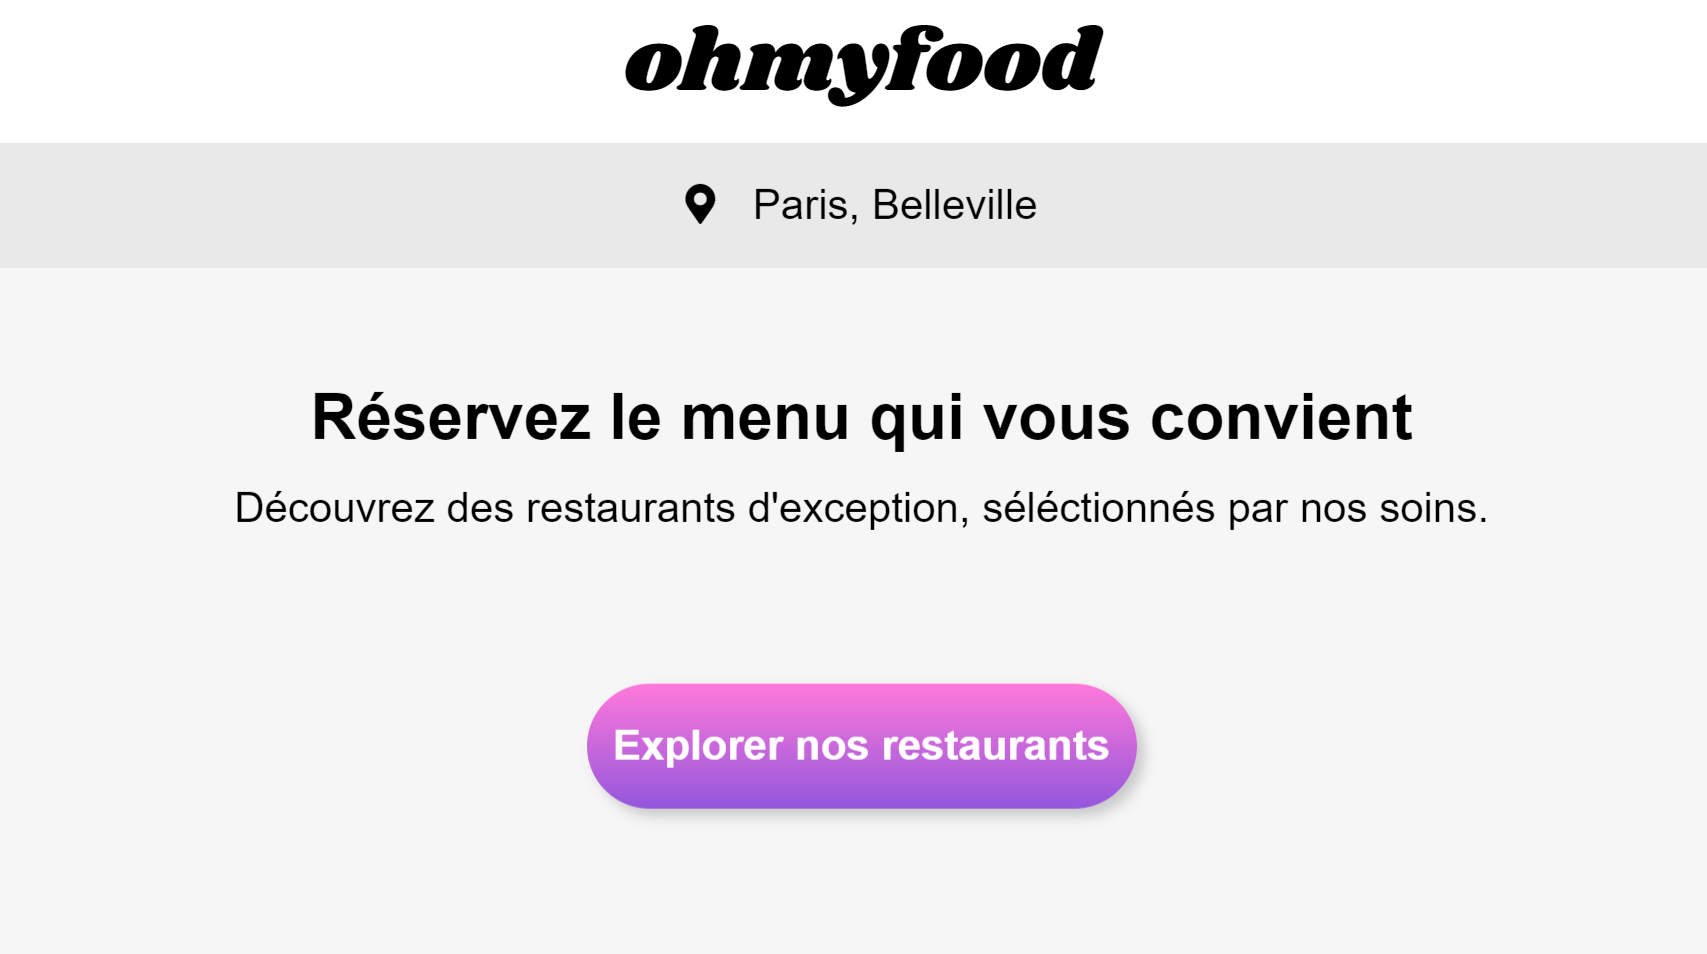 ohmyfood
Paris, Belleville
Réservez le menu qui vous convient
Découvrez des restaurants d'exception, séléctionnés par nos soins.
Explorer nos restaurants